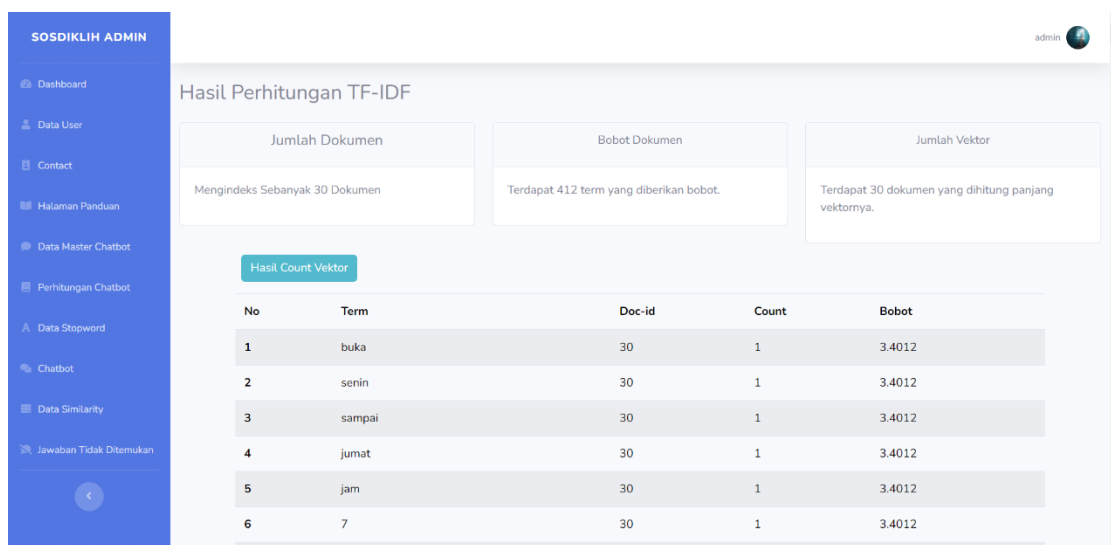 SOSDIKLIH ADMIN
admin
Dashboard
Data User
Contact
Halaman Panduan
Data Master Chatbot
Perhitungan Chatbot
Data Stopword
Chatbot
Data Similarity
Jawaban Tidak Ditemukan
Hasil Perhitungan TF-IDF
Jumlah Dokumen
Mengindeks Sebanyak 30 Dokumen
Bobot Dokumen
Terdapat 412 term yang diberikan bobot.
Jumlah Vektor
Terdapat 30 dokumen yang dihitung panjang
vektornya.
Hasil Count Vektor
No Term Doc-id Count Bobot
1 buka 30 1 3.4012
2 senin 30 1 3.4012
3 sampai 30 1 3.4012
4 jumat 30 1 3.4012
5 jam 30 1 3.4012
6 7 30 1 3.4012